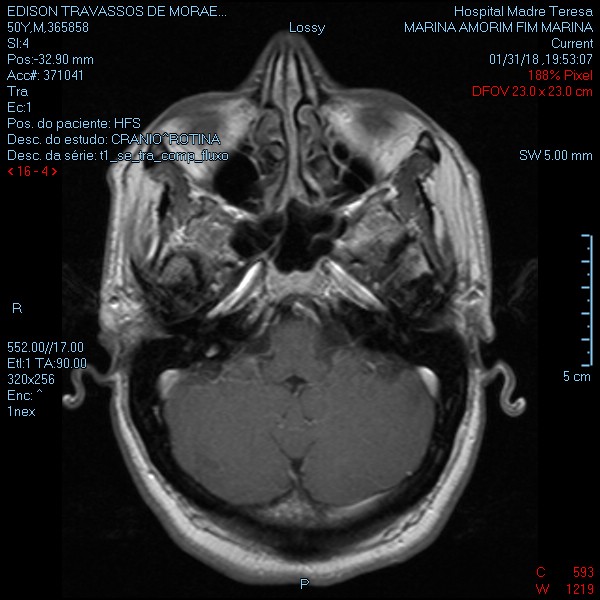 EDISON TRAVASSOS DE MORAE...
50Y,M,365858
Sl:4
Pos:-32.90 mm
Acc#: 371041
Tra
Ec:1
Pos. do paciente: HFS
Desc. do estudo: CRANIO^ROTINA
Desc. da série: t1_se_tra_comp_fluxo
< 16 - 4 >
Lossy
Hospital Madre Teresa
MARINA AMORIM FIM MARINA
Current
01/31/18 ,19:53:07
188% Pixel
DFOV 23.0 x 23.0 cm
SW 5.00 mm
R
552.00//17.00
Etl:1 TA:90.00
320x256
Enc: ^
1nex
5 cm
P
C 593
W 1219